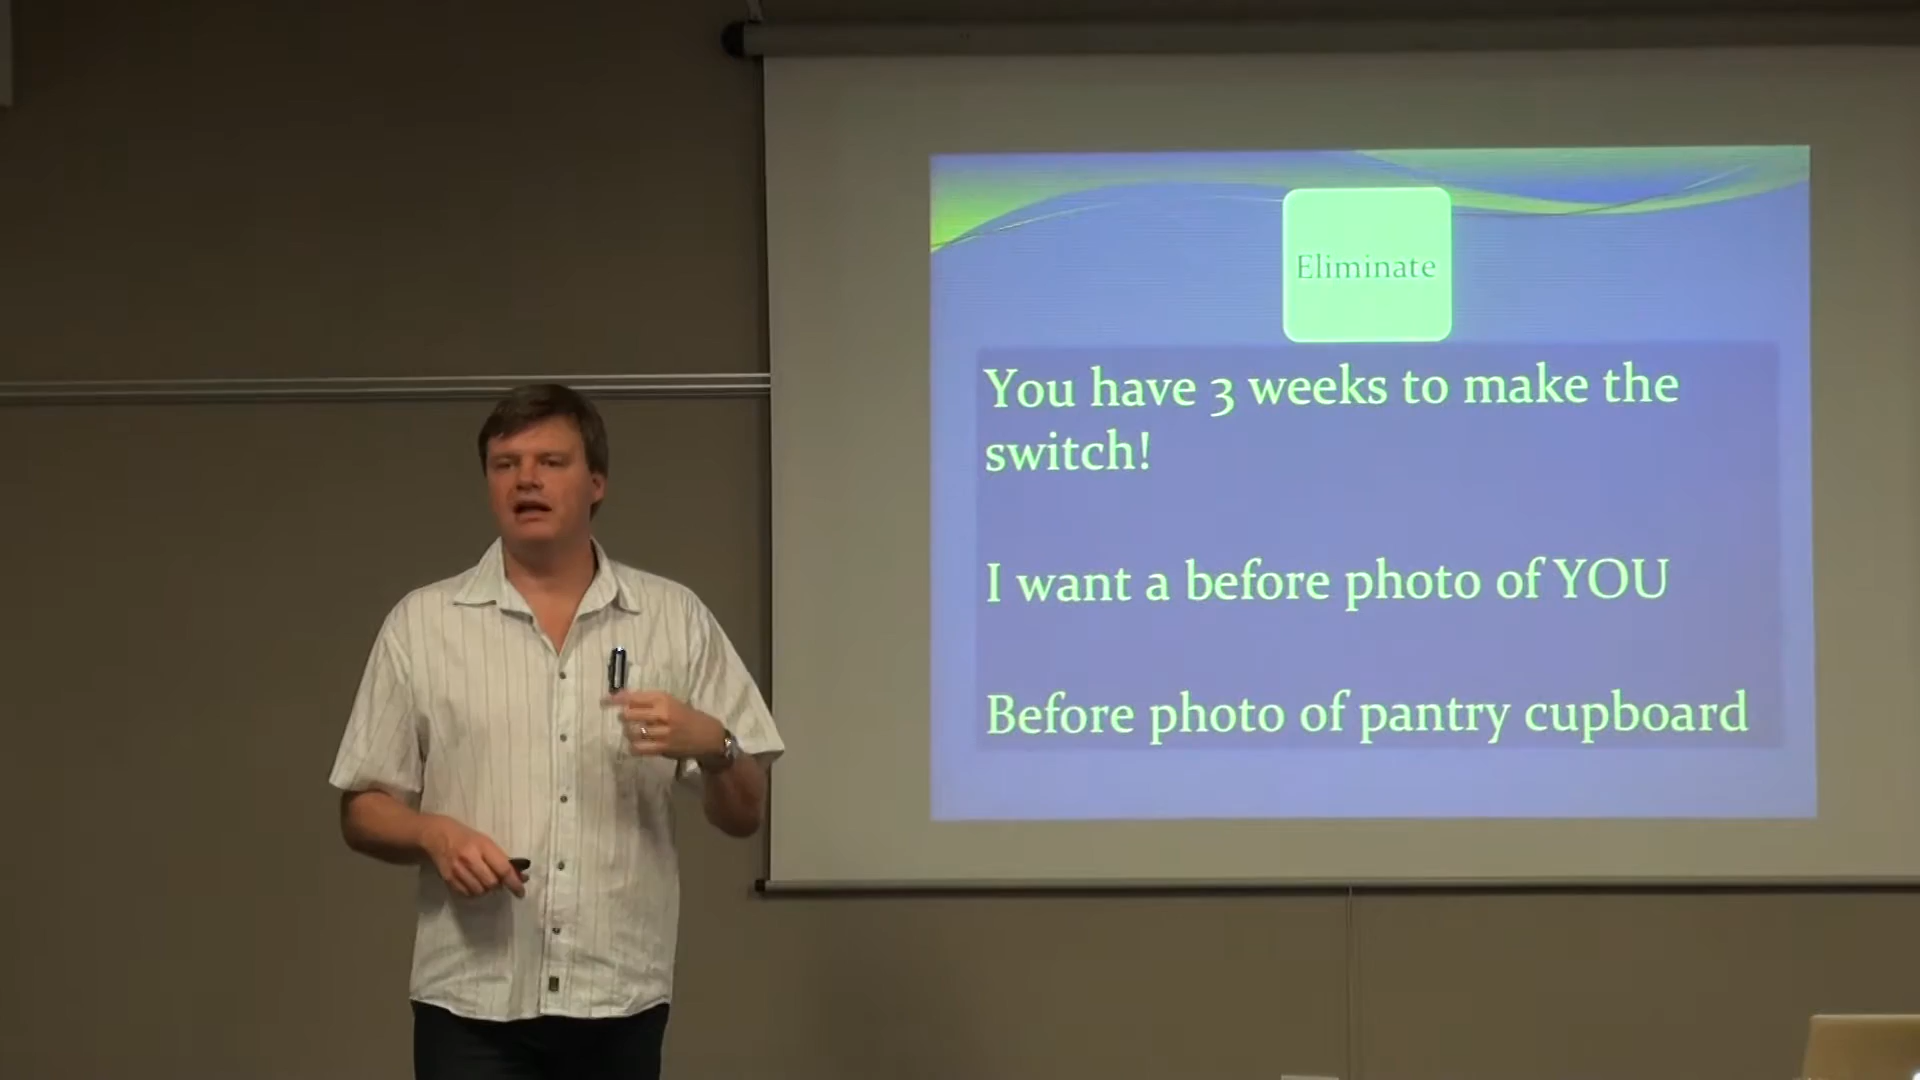 Eliminate
You have 3 weeks to make the
switch!
I want a before photo of YOU
Before photo of pantry cupboard